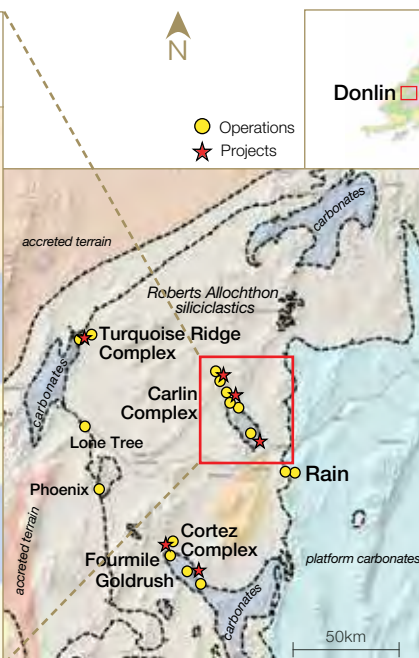 N
Donlin
Operations
Projects
accreted terrain
carbonates
Roberts Allochthon
siliciclastics
Turquoise Ridge
Complex
carbonates
Carlin
Complex
Lone Tree
Phoenix
Rain
accreted terrain
Cortez
Complex
Fourmile
Goldrush
platform carbonates
carbonates
50km